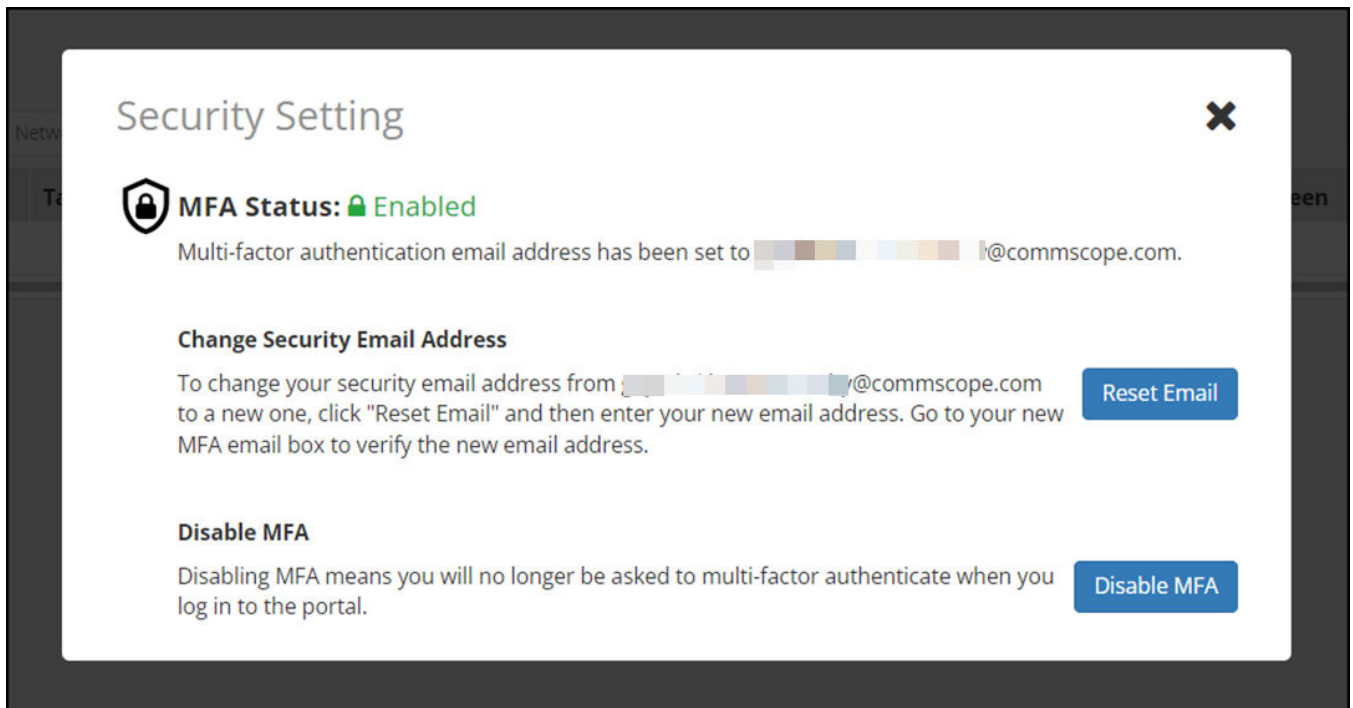 Security Setting
Netw
Ta
een
MFA Status: Enabled
Multi-factor authentication email address has been set to @commscope.com.
Change Security Email Address
To change your security email address from @commscope.com
to a new one, click "Reset Email" and then enter your new email address. Go to your new
MFA email box to verify the new email address.
Reset Email
Disable MFA
Disabling MFA means you will no longer be asked to multi-factor authenticate when you
log in to the portal.
Disable MFA